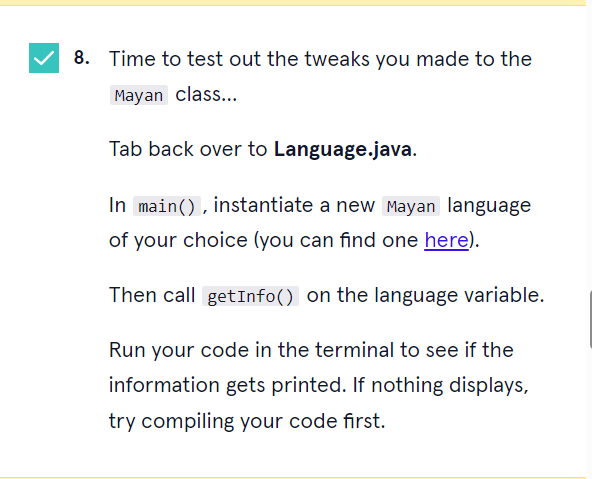 8. Time to test out the tweaks you made to the
Mayan class...
Tab back over to Language.java.
In main(), instantiate a new Mayan language
of your choice (you can find one here).
Then call getInfo() on the language variable.
Run your code in the terminal to see if the
information gets printed. If nothing displays,
try compiling your code first.